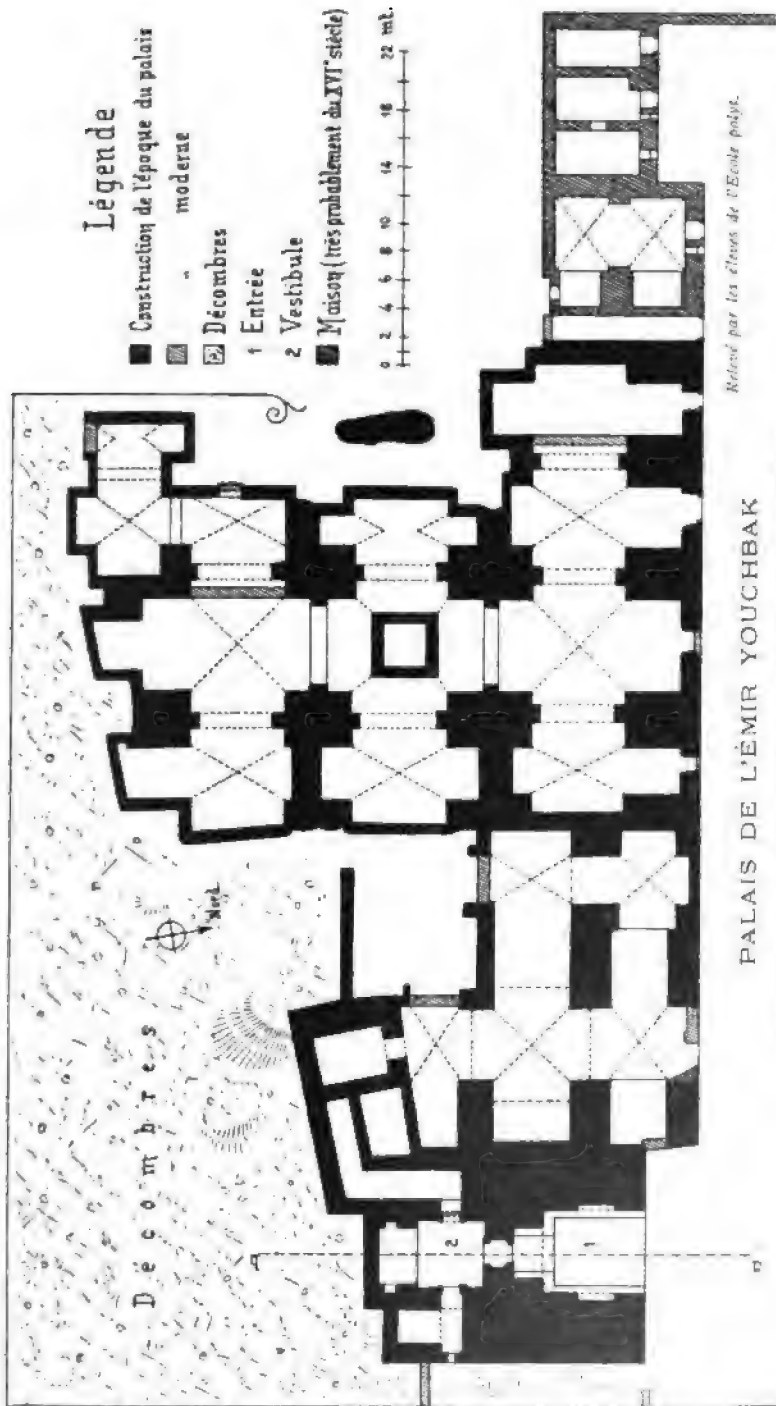 Légende
Construction de l'époque du palais
" moderne
Décombres
1 Entrée
2 Vestibule
Maison (très probablement du XVIᵉ siècle)
0 2 4 6 8 10 14 18 22 mt.
Décombres
Nord
2
1
Relevé par les élèves de l'Ecole polyt.
PALAIS DE L'ÉMIR YOUCHBAK